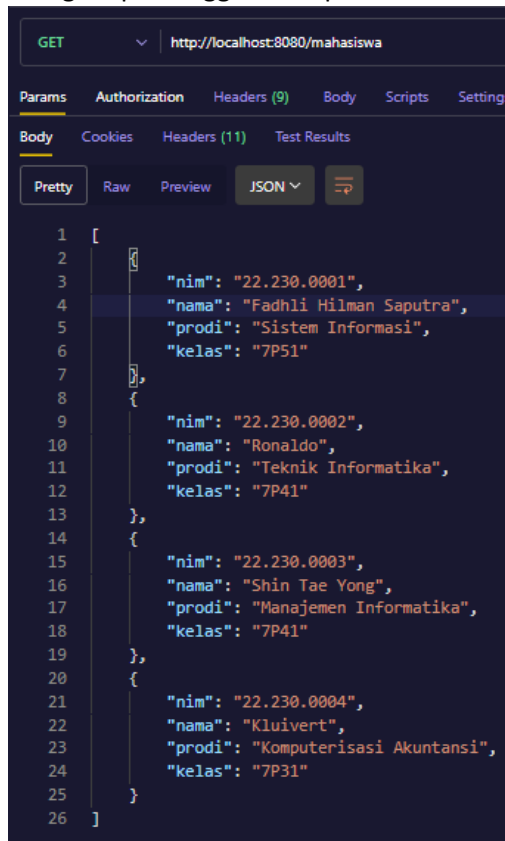 GET http://localhost:8080/mahasiswa
Params Authorization Headers (9) Body Scripts Setting
Body Cookies Headers (11) Test Results
Pretty Raw Preview JSON
1 [
2 {
3 "nim": "22.230.0001",
4 "nama": "Fadhli Hilman Saputra",
5 "prodi": "Sistem Informasi",
6 "kelas": "7P51"
7 },
8 {
9 "nim": "22.230.0002",
10 "nama": "Ronaldo",
11 "prodi": "Teknik Informatika",
12 "kelas": "7P41"
13 },
14 {
15 "nim": "22.230.0003",
16 "nama": "Shin Tae Yong",
17 "prodi": "Manajemen Informatika",
18 "kelas": "7P41"
19 },
20 {
21 "nim": "22.230.0004",
22 "nama": "Kluivert",
23 "prodi": "Komputerisasi Akuntansi",
24 "kelas": "7P31"
25 }
26 ]